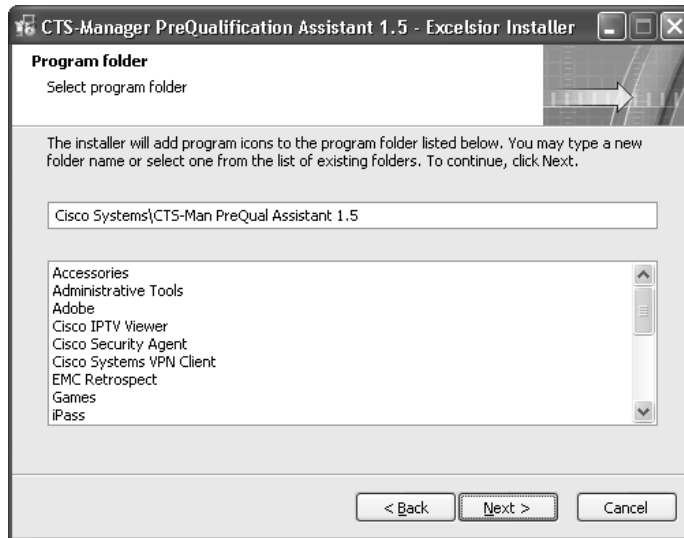 CTS-Manager PreQualification Assistant 1.5 - Excelsior Installer
Program folder
Select program folder
The installer will add program icons to the program folder listed below. You may type a new
folder name or select one from the list of existing folders. To continue, click Next.
Cisco Systems\CTS-Man PreQual Assistant 1.5
Accessories
Administrative Tools
Adobe
Cisco IPTV Viewer
Cisco Security Agent
Cisco Systems VPN Client
EMC Retrospect
Games
iPass
< Back
Next >
Cancel